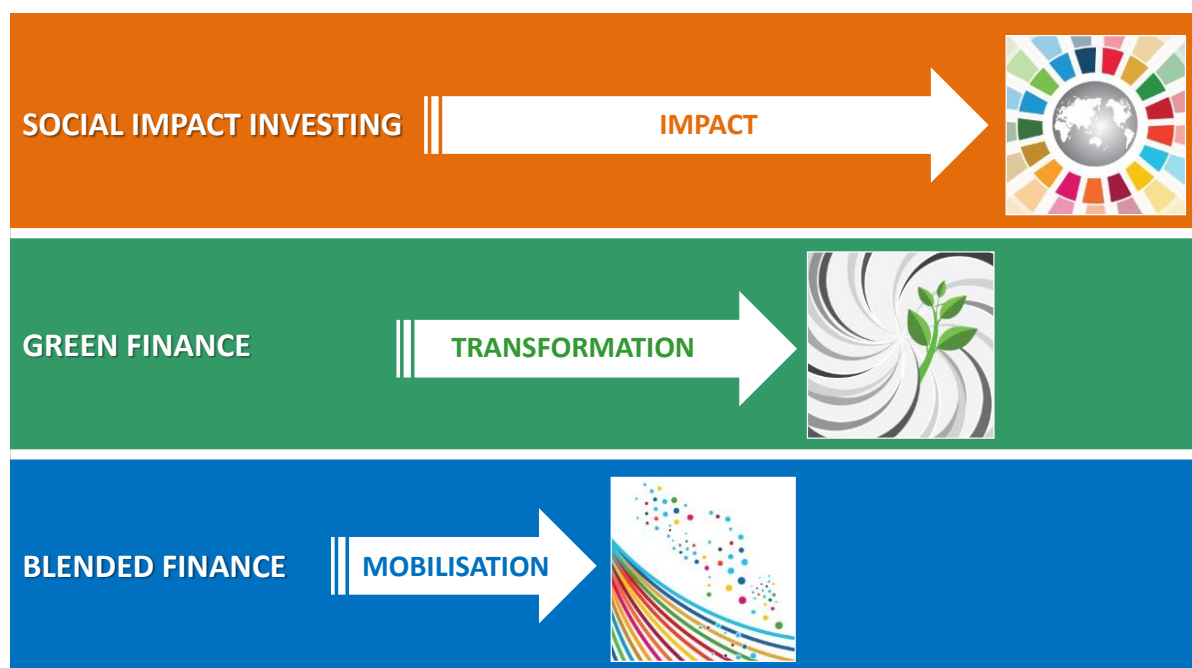 SOCIAL IMPACT INVESTING
IMPACT
GREEN FINANCE
TRANSFORMATION
BLENDED FINANCE
MOBILISATION